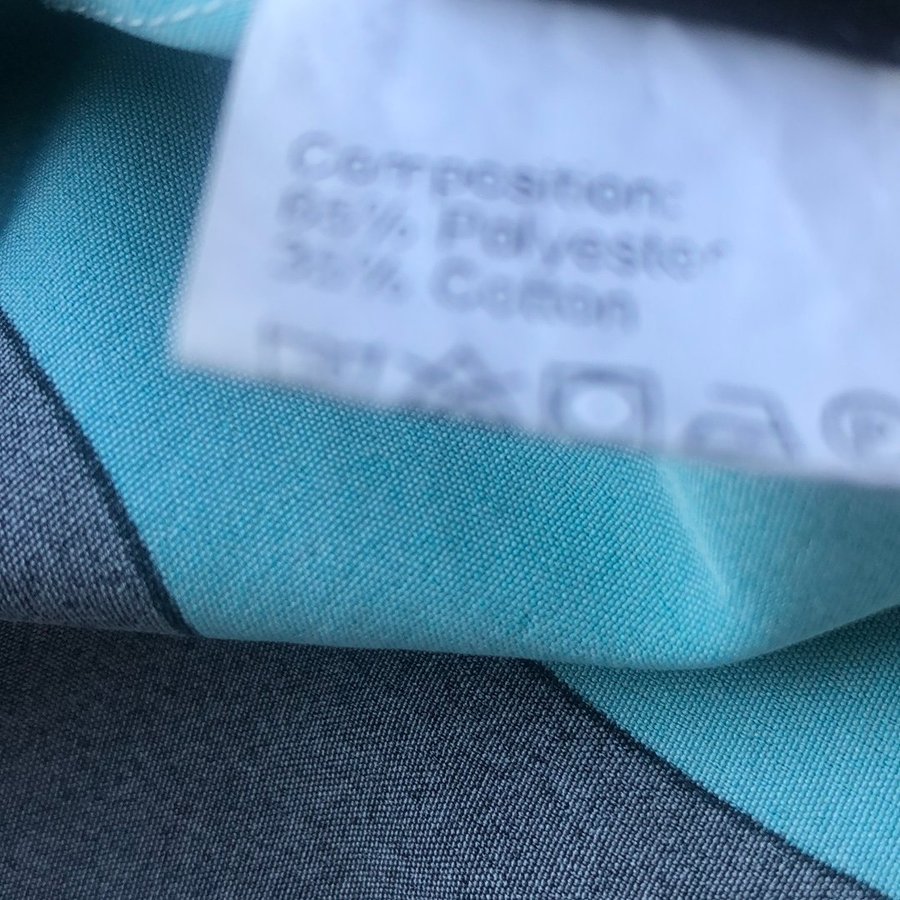 Composition:
65% Polyester
35% Cotton